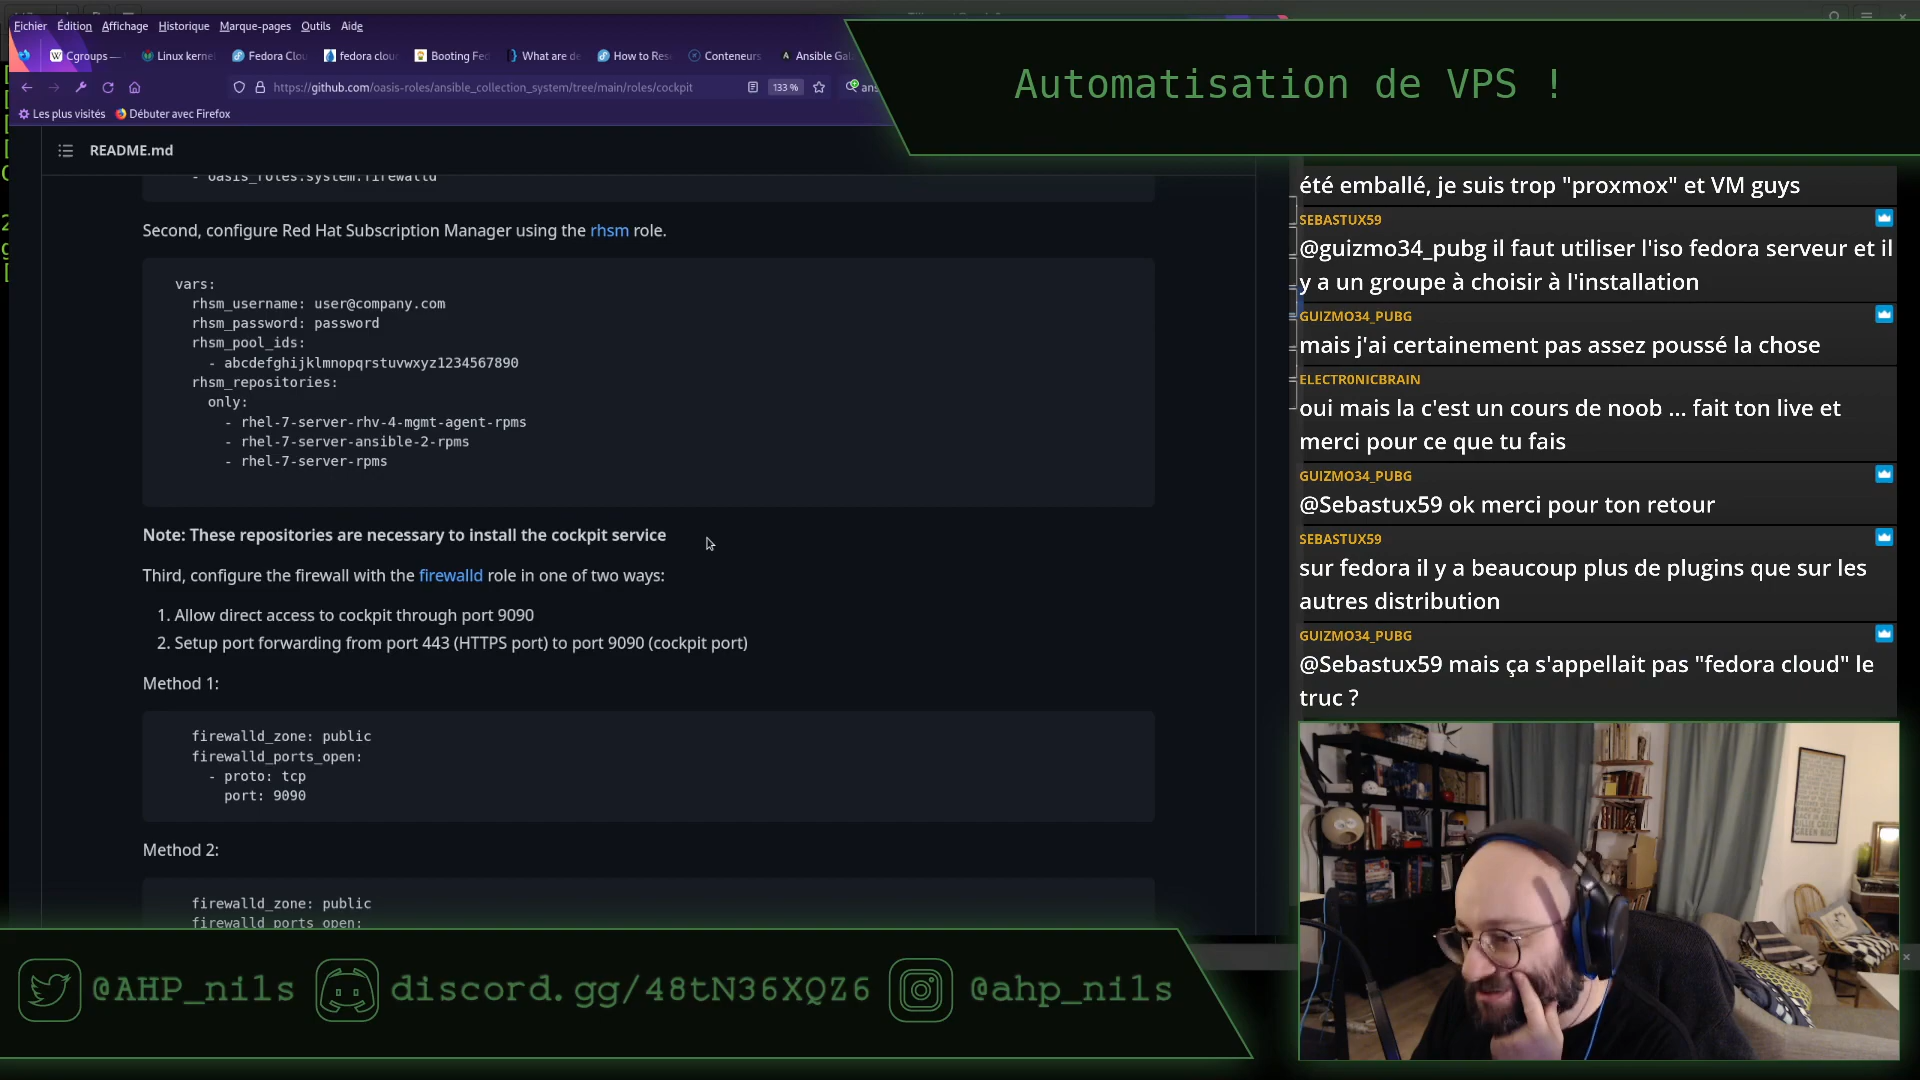 Fichier Édition Affichage Historique Marque-pages Outils Aide
Cgroups — Linux kerne Fedora Clou fedora clou Booting Fed What are de How to Res Conteneurs Ansible Gal
https://github.com/oasis-roles/ansible_collection_system/tree/main/roles/cockpit 133 % ans
Les plus visités Débuter avec Firefox
Automatisation de VPS !
README.md
- oasis_roles.system.firewalld
Second, configure Red Hat Subscription Manager using the rhsm role.
vars:
rhsm_username: user@company.com
rhsm_password: password
rhsm_pool_ids:
- abcdefghijklmnopqrstuvwxyz1234567890
rhsm_repositories:
only:
- rhel-7-server-rhv-4-mgmt-agent-rpms
- rhel-7-server-ansible-2-rpms
- rhel-7-server-rpms
Note: These repositories are necessary to install the cockpit service
Third, configure the firewall with the firewalld role in one of two ways:
1. Allow direct access to cockpit through port 9090
2. Setup port forwarding from port 443 (HTTPS port) to port 9090 (cockpit port)
Method 1:
firewalld_zone: public
firewalld_ports_open:
- proto: tcp
port: 9090
Method 2:
firewalld_zone: public
firewalld_ports_open:
été emballé, je suis trop "proxmox" et VM guys
SEBASTUX59
@guizmo34_pubg il faut utiliser l'iso fedora serveur et il
y a un groupe à choisir à l'installation
GUIZMO34_PUBG
mais j'ai certainement pas assez poussé la chose
ELECTR0NICBRAIN
oui mais la c'est un cours de noob ... fait ton live et
merci pour ce que tu fais
GUIZMO34_PUBG
@Sebastux59 ok merci pour ton retour
SEBASTUX59
sur fedora il y a beaucoup plus de plugins que sur les
autres distribution
GUIZMO34_PUBG
@Sebastux59 mais ça s'appellait pas "fedora cloud" le
truc ?
@AHP_nils discord.gg/48tN36XQZ6 @ahp_nils